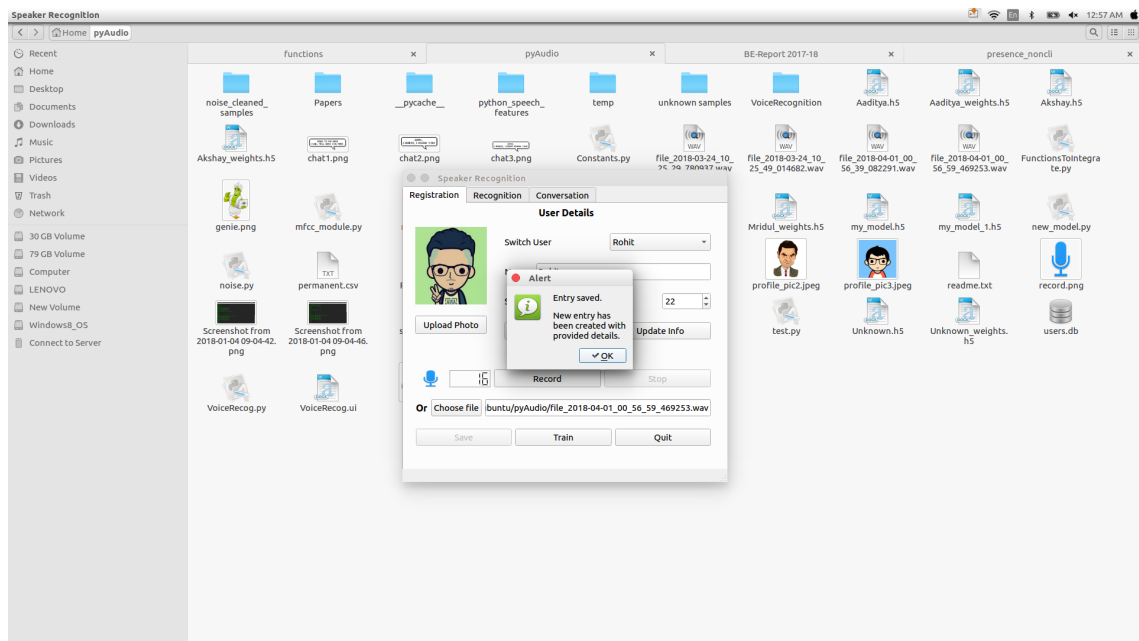 Speaker Recognition
En
12:57 AM
Home pyAudio
Recent
Home
Desktop
Documents
Downloads
Music
Pictures
Videos
Trash
Network
30 GB Volume
79 GB Volume
Computer
LENOVO
New Volume
Windows8_OS
Connect to Server
functions
pyAudio
BE-Report 2017-18
presence_noncli
noise_cleaned_
samples
Papers
__pycache__
python_speech_
features
temp
unknown samples
VoiceRecognition
Aaditya.h5
Aaditya_weights.h5
Akshay.h5
Akshay_weights.h5
chat1.png
chat2.png
chat3.png
Constants.py
WAV
file_2018-03-24_10_
25_29_780937.wav
WAV
file_2018-03-24_10_
25_49_014682.wav
WAV
file_2018-04-01_00_
56_39_082291.wav
WAV
file_2018-04-01_00_
56_59_469253.wav
FunctionsToIntegra
te.py
genie.png
mfcc_module.py
Mridul_weights.h5
my_model.h5
my_model_1.h5
new_model.py
noise.py
TXT
permanent.csv
profile_pic2.jpeg
profile_pic3.jpeg
readme.txt
record.png
Screenshot from
2018-01-04 09-04-42.
png
Screenshot from
2018-01-04 09-04-46.
png
test.py
Unknown.h5
Unknown_weights.
h5
users.db
VoiceRecog.py
VoiceRecog.ui
Speaker Recognition
Registration Recognition Conversation
User Details
Switch User
Rohit
22
Upload Photo
Update Info
Alert
Entry saved.
New entry has
been created with
provided details.
OK
16
Record
Stop
Or Choose file buntu/pyAudio/file_2018-04-01_00_56_59_469253.wav
Save
Train
Quit